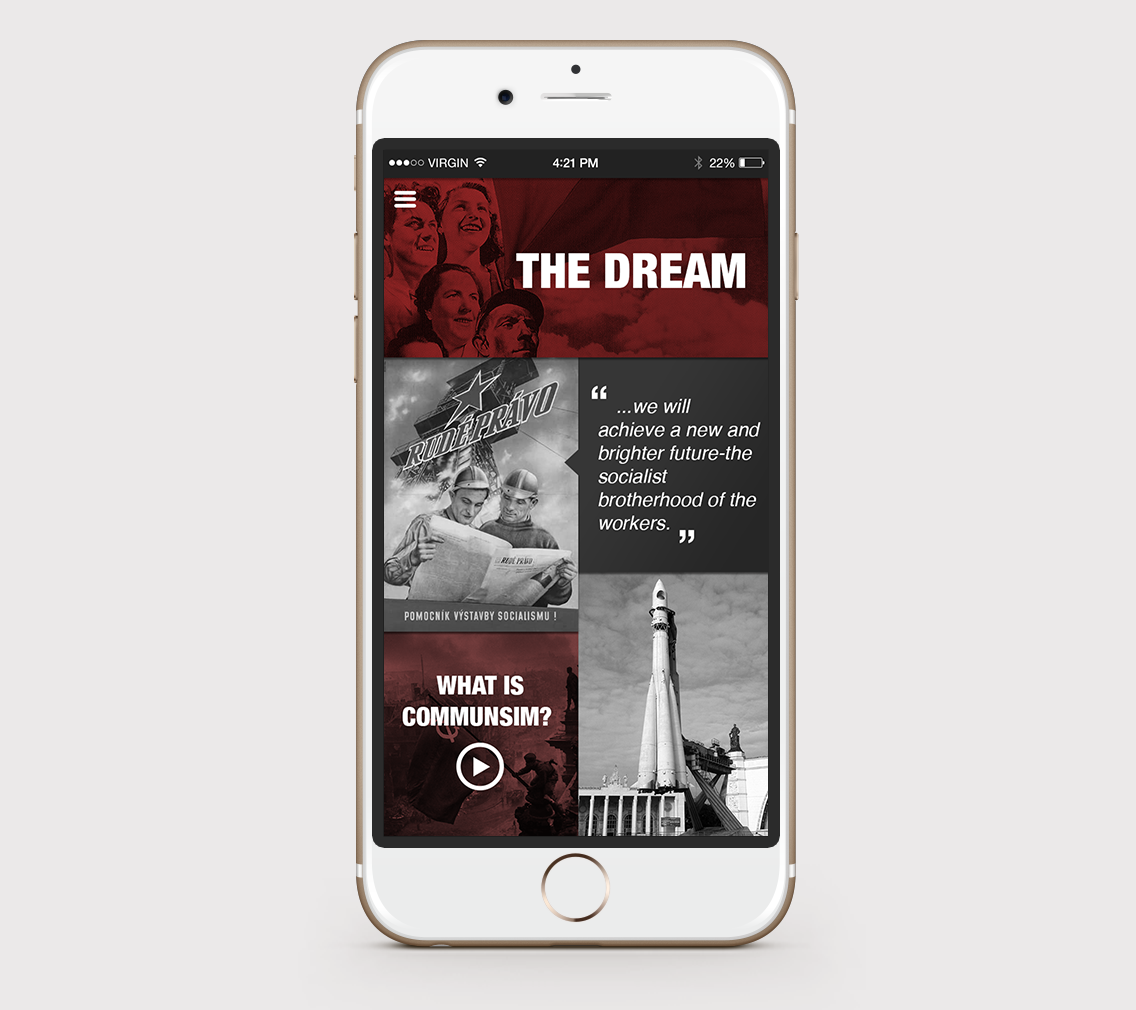 VIRGIN 4:21 PM 22%
THE DREAM
RUDÉ PRÁVO
RUDÉ PRÁVO
POMOCNÍK VÝSTAVBY SOCIALISMU !
“ ...we will
achieve a new and
brighter future-the
socialist
brotherhood of the
workers. ”
WHAT IS
COMMUNSIM?